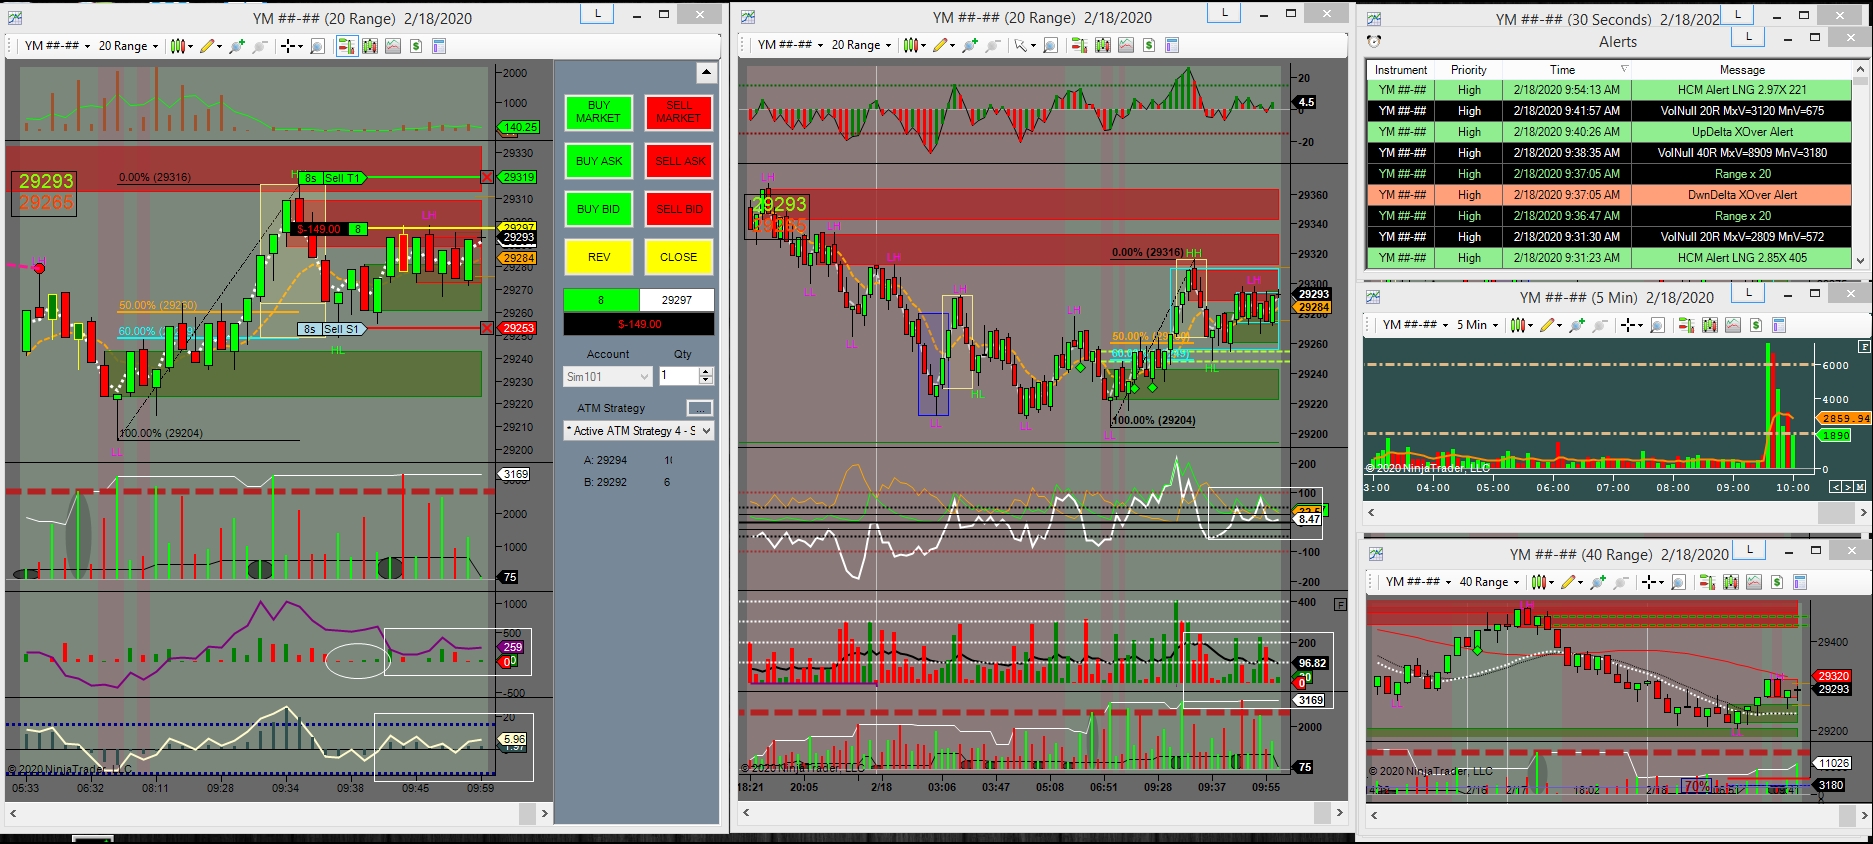 YM ##-## (20 Range)  2/18/2020
L
YM ##-##
20 Range
2000
1000
140.25
29293
29265
0.00% (29316)
8s
Sell T1
29330
29319
29310
LH
$-149.00
8
29297
29293
29284
29280
29270
29260
50.00% (29260)
8s
Sell S1
29253
HL
29240
29230
29220
29210
29200
100.00% (29204)
LL
3169
2000
1000
75
1000
500
259
0
-500
20
5.96
© 2020 NinjaTrader, LLC
05:33
06:32
08:11
09:28
09:34
09:38
09:45
09:59
BUY MARKET
SELL MARKET
BUY ASK
SELL ASK
BUY BID
SELL BID
REV
CLOSE
8
29297
$-149.00
Account
Qty
Sim101
1
ATM Strategy
...
* Active ATM Strategy 4 - S
A: 29294
B: 29292
6
YM ##-## (20 Range)  2/18/2020
L
YM ##-##
20 Range
20
4.5
-20
LH
29293
LH
LH
LL
LH
LL
LH
LL
HL
LL
LH
LL
0.00% (29316)
HH
LH
HL
100.00% (29204)
29360
29340
29320
29293
29284
29260
29240
29220
29200
200
100
8.47
-100
-200
400
F
200
96.82
0
3169
2000
75
© 2020 NinjaTrader, LLC
18:21
20:05
2/18
03:06
03:47
05:08
06:51
09:28
09:37
09:55
YM ##-## (30 Seconds)  2/18/202
L
Alerts
L
Instrument Priority Time Message
YM ##-## High 2/18/2020 9:54:13 AM HCM Alert LNG 2.97X 221
YM ##-## High 2/18/2020 9:41:57 AM VolNull 20R MxV=3120 MnV=675
YM ##-## High 2/18/2020 9:40:26 AM UpDelta XOver Alert
YM ##-## High 2/18/2020 9:38:35 AM VolNull 40R MxV=8909 MnV=3180
YM ##-## High 2/18/2020 9:37:05 AM Range x 20
YM ##-## High 2/18/2020 9:37:05 AM DwnDelta XOver Alert
YM ##-## High 2/18/2020 9:36:47 AM Range x 20
YM ##-## High 2/18/2020 9:31:30 AM VolNull 20R MxV=2809 MnV=572
YM ##-## High 2/18/2020 9:31:23 AM HCM Alert LNG 2.85X 405
YM ##-## (5 Min)  2/18/2020
L
YM ##-##
5 Min
F
6000
4000
2859.94
1890
0
© 2020 NinjaTrader, LLC
3:00
04:00
05:00
06:00
07:00
08:00
09:00
10:00
< > M
YM ##-## (40 Range)  2/18/2020
L
YM ##-##
40 Range
LL
29400
29320
29293
29200
LL
© 2020 NinjaTrader, LLC
11026
70%
3180
2/16
2/17
18:02